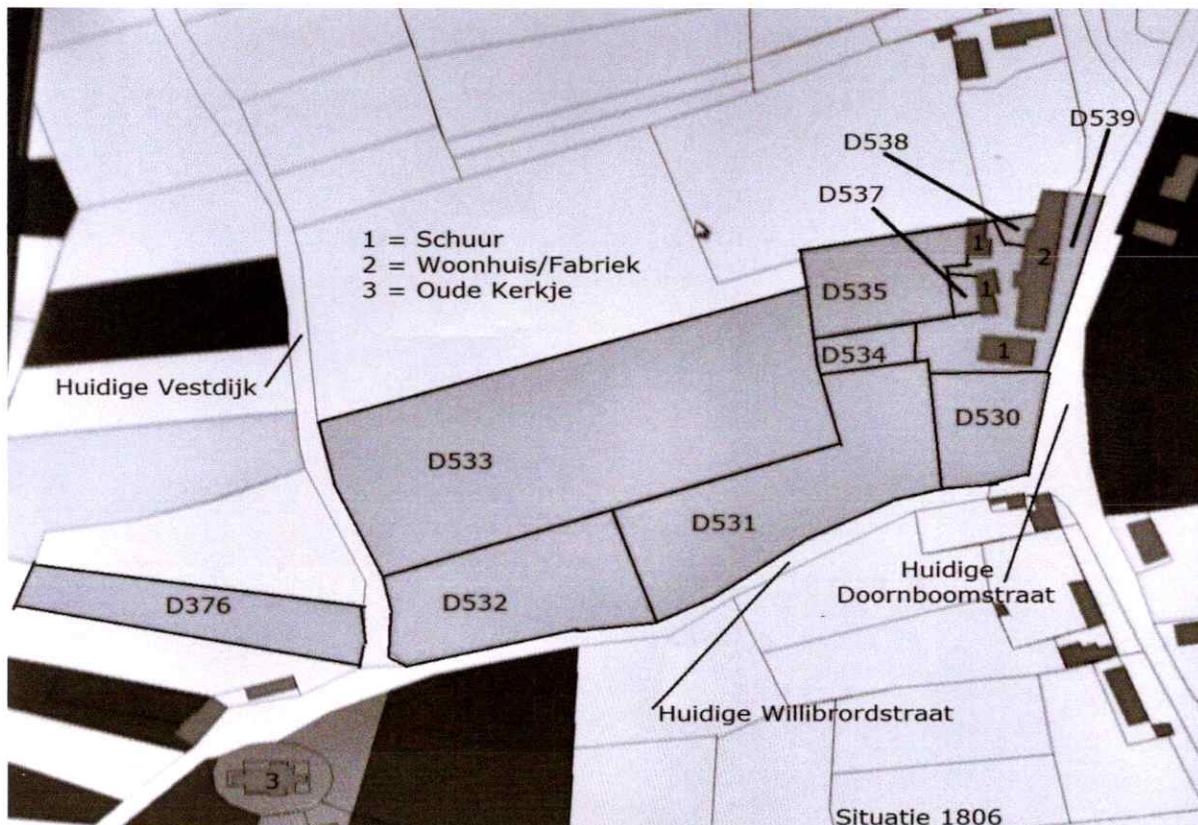 D539
D538
D537
1 = Schuur
2 = Woonhuis/Fabriek
3 = Oude Kerkje
1
2
D535
1
D534
1
Huidige Vestdijk
D530
D533
D531
Huidige
Doornboomstraat
D376
D532
Huidige Willibrordstraat
3
Situatie 1806